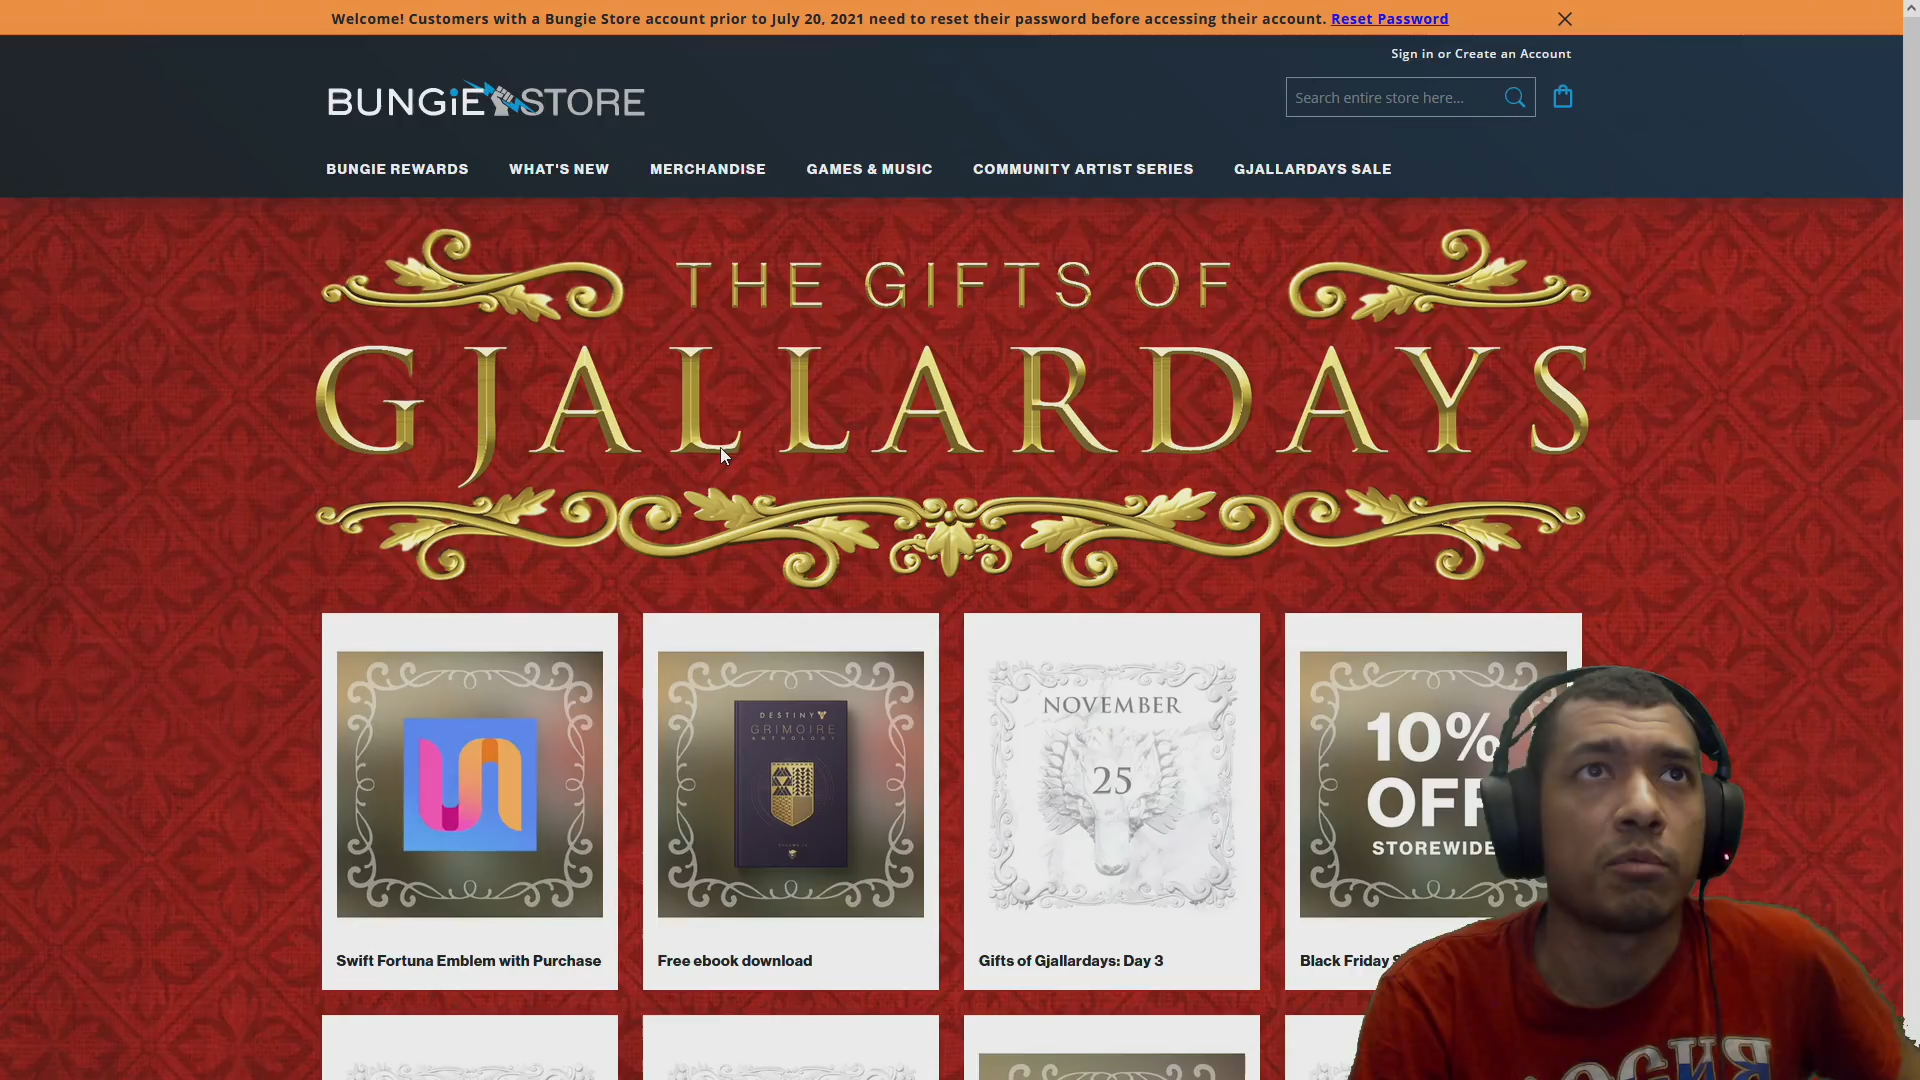 Welcome! Customers with a Bungie Store account prior to July 20, 2021 need to reset their password before accessing their account. Reset Password
Sign in or Create an Account
BUNGiE STORE
Search entire store here...
BUNGIE REWARDS WHAT'S NEW MERCHANDISE GAMES & MUSIC COMMUNITY ARTIST SERIES GJALLARDAYS SALE
THE GIFTS OF
GJALLARDAYS
DESTINY
GRIMOIRE
ANTHOLOGY
NOVEMBER
25
10%
OFF
STOREWIDE
Swift Fortuna Emblem with Purchase
Free ebook download
Gifts of Gjallardays: Day 3
Black Friday